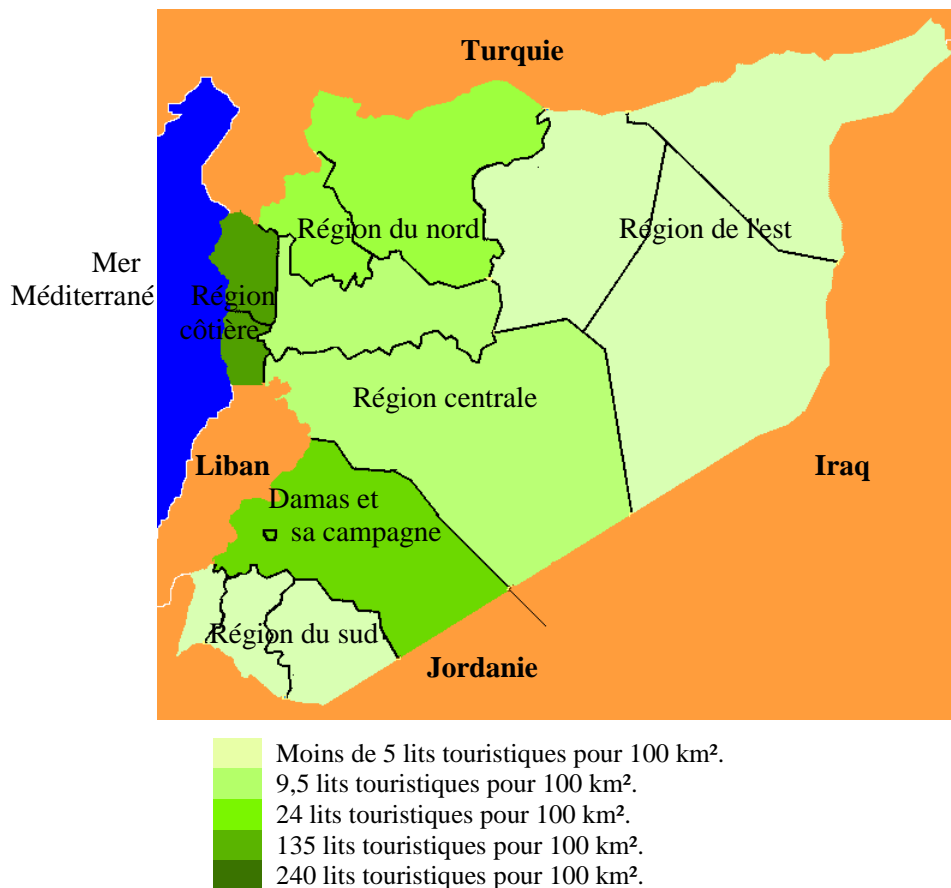 Turquie
Région du nord
Région de l'est
Mer
Méditerrané
Région
côtière
Région centrale
Liban
Iraq
Damas et
sa campagne
Région du sud
Jordanie
Moins de 5 lits touristiques pour 100 km².
9,5 lits touristiques pour 100 km².
24 lits touristiques pour 100 km².
135 lits touristiques pour 100 km².
240 lits touristiques pour 100 km².